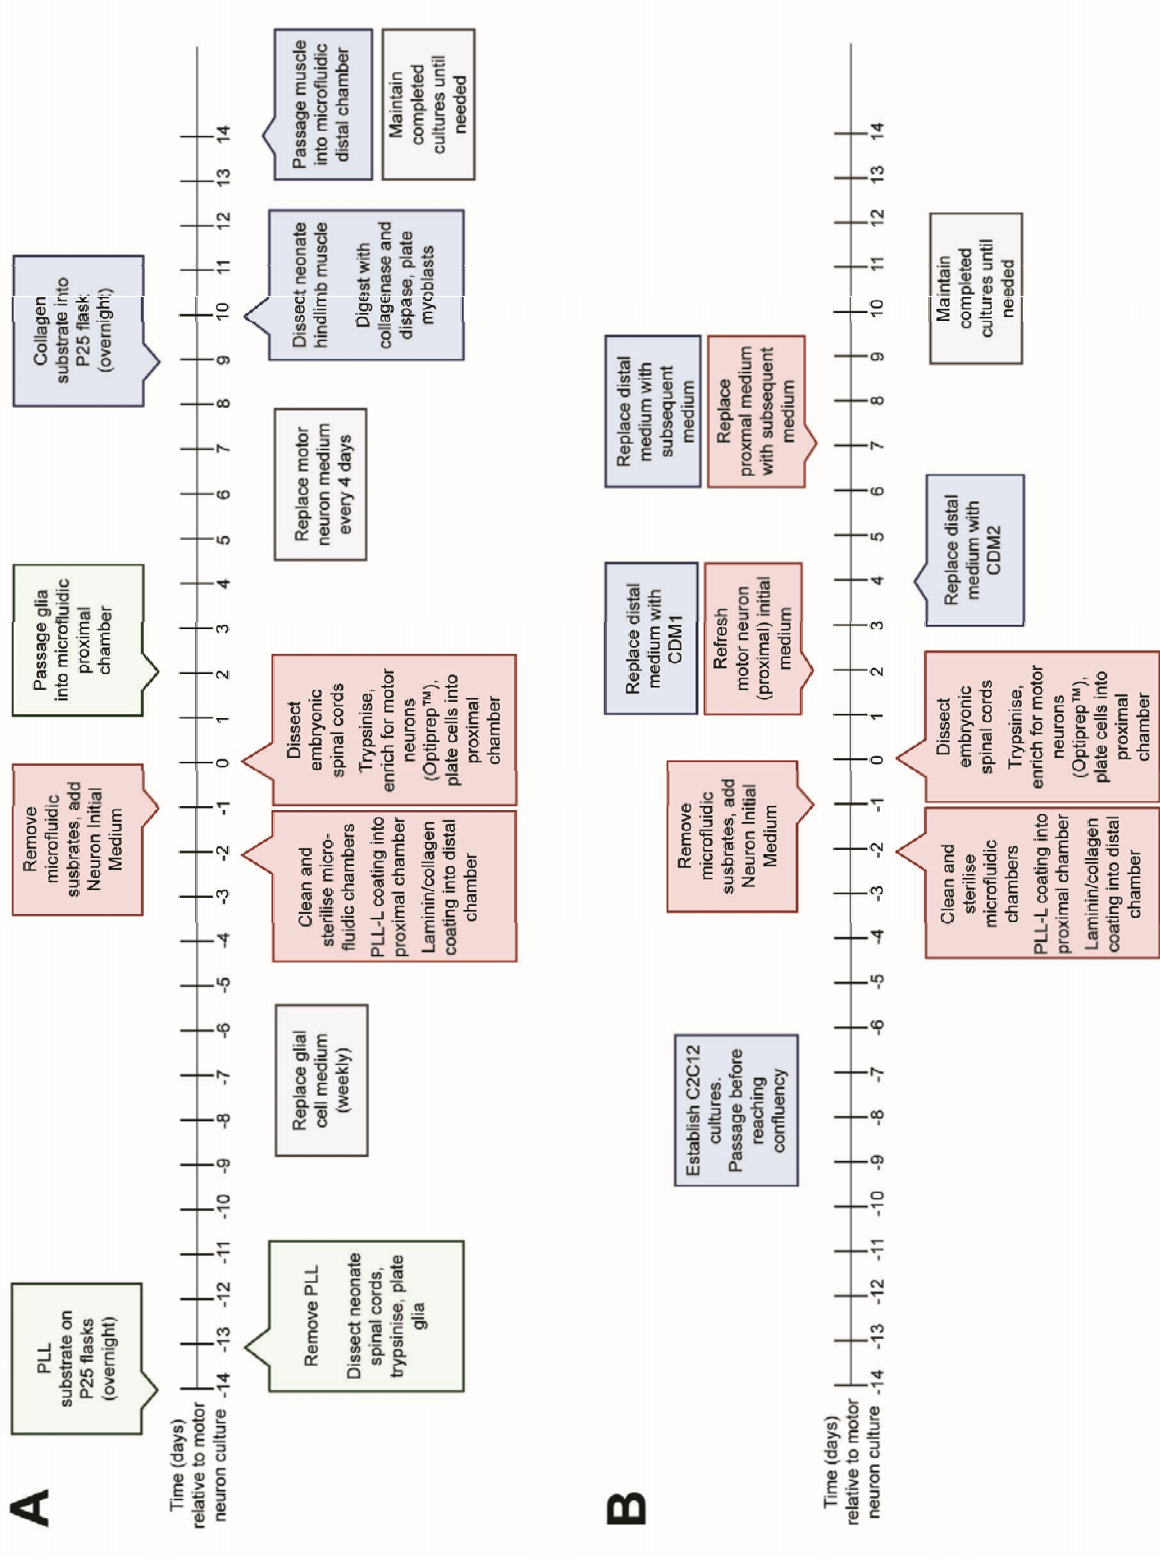 A
PLL
substrate on
P25 flasks
(overnight)
Remove
microfluidic
susbrates, add
Neuron Initial
Medium
Passage glia
into microfluidic
proximal
chamber
Collagen
substrate into
P25 flask
(overnight)
Time (days)
relative to motor
neuron culture
-14 -13 -12 -11 -10 -9 -8 -7 -6 -5 -4 -3 -2 -1 0 1 2 3 4 5 6 7 8 9 10 11 12 13 14
Remove PLL
Dissect neonate
spinal cords,
trypsinise, plate
glia
Replace glial
cell medium
(weekly)
Clean and
sterilise micro-
fluidic chambers
PLL-L coating into
proximal chamber
Laminin/collagen
coating into distal
chamber
Dissect
embryonic
spinal cords
Trypsinise,
enrich for motor
neurons
(Optiprep™),
plate cells into
proximal
chamber
Replace motor
neuron medium
every 4 days
Dissect neonate
hindlimb muscle
Digest with
collagenase and
dispase, plate
myoblasts
Passage muscle
into microfluidic
distal chamber
Maintain
completed
cultures until
needed
B
Establish C2C12
cultures.
Passage before
reaching
confluency
Remove
microfluidic
susbrates, add
Neuron Initial
Medium
Replace distal
medium with
CDM1
Refresh
motor neuron
(proximal) initial
medium
Replace distal
medium with
subsequent
medium
Replace
proxmal medium
with subsequent
medium
Time (days)
relative to motor
neuron culture
-14 -13 -12 -11 -10 -9 -8 -7 -6 -5 -4 -3 -2 -1 0 1 2 3 4 5 6 7 8 9 10 11 12 13 14
Clean and
sterilise
microfluidic
chambers
PLL-L coating into
proximal chamber
Laminin/collagen
coating into distal
chamber
Dissect
embryonic
spinal cords
Trypsinise,
enrich for motor
neurons
(Optiprep™),
plate cells into
proximal
chamber
Replace distal
medium with
CDM2
Maintain
completed
cultures until
needed